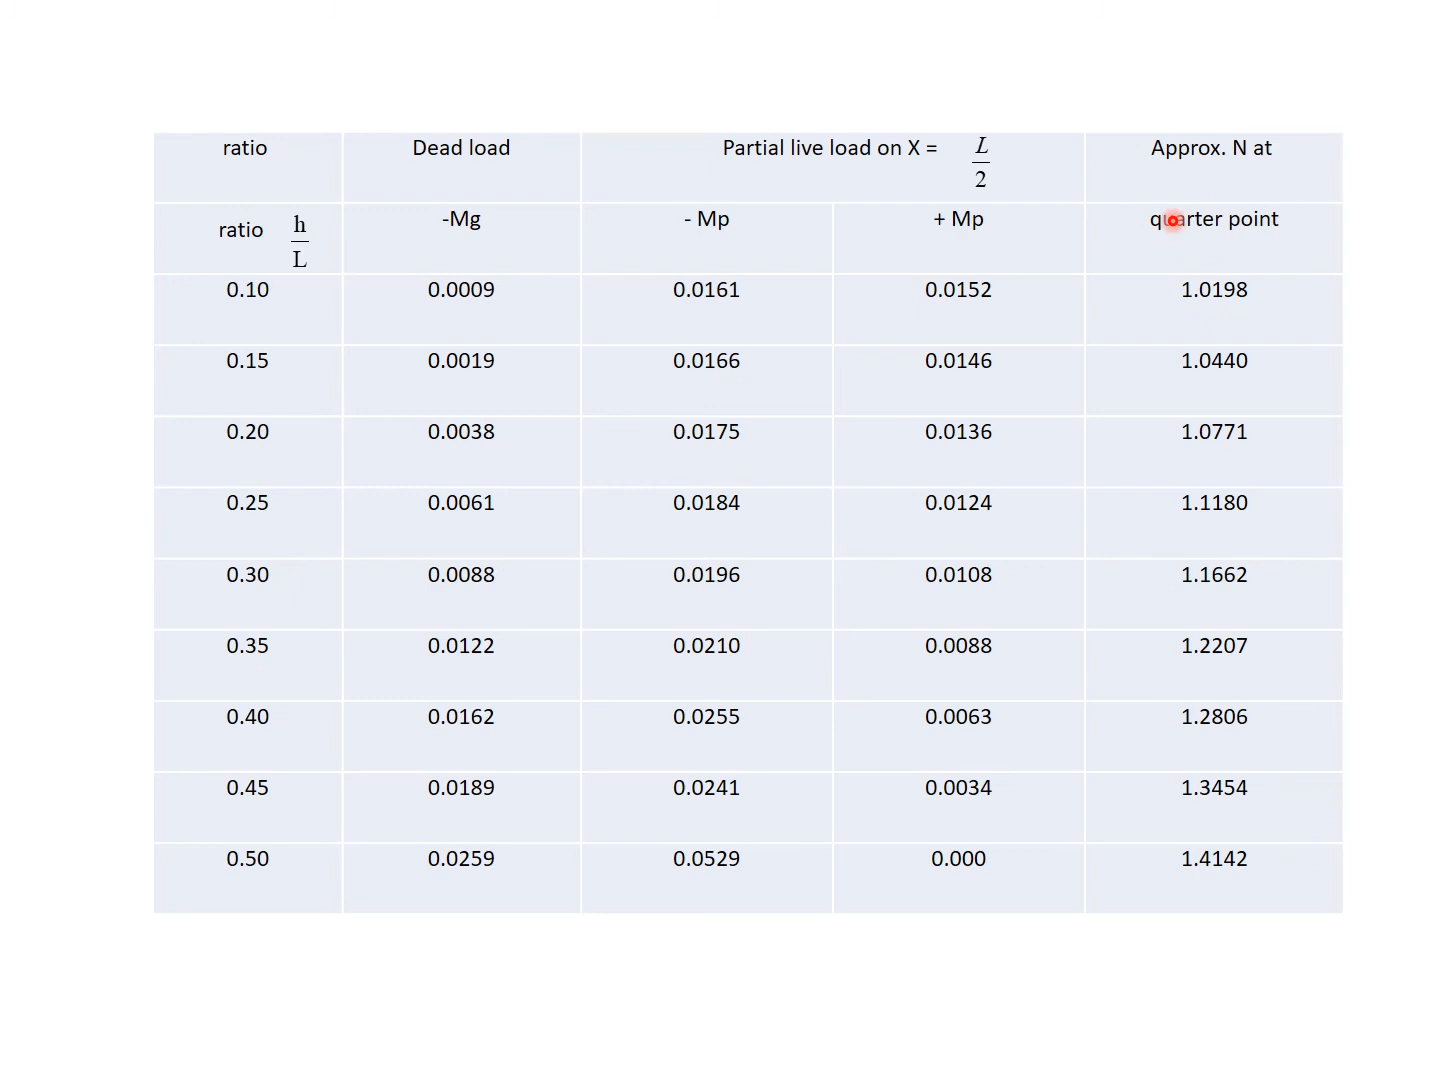 ratio Dead load Partial live load on X = L/2 Approx. N at
ratio h/L -Mg - Mp + Mp quarter point
0.10 0.0009 0.0161 0.0152 1.0198
0.15 0.0019 0.0166 0.0146 1.0440
0.20 0.0038 0.0175 0.0136 1.0771
0.25 0.0061 0.0184 0.0124 1.1180
0.30 0.0088 0.0196 0.0108 1.1662
0.35 0.0122 0.0210 0.0088 1.2207
0.40 0.0162 0.0255 0.0063 1.2806
0.45 0.0189 0.0241 0.0034 1.3454
0.50 0.0259 0.0529 0.000 1.4142